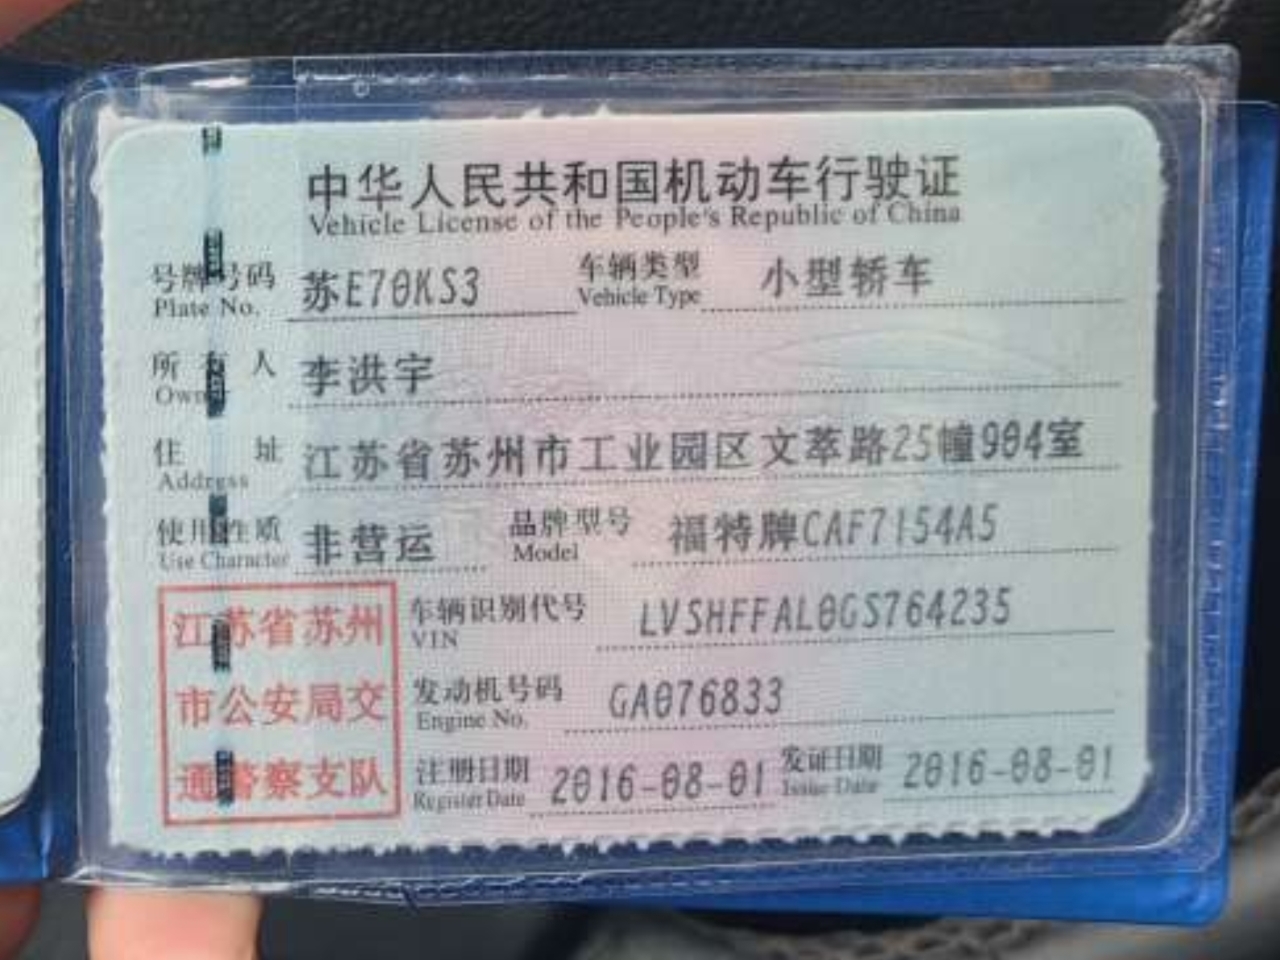 中华人民共和国机动车行驶证
Vehicle License of the People's Republic of China
号牌号码 苏E70KS3 车辆类型 小型轿车
Plate No. Vehicle Type
所有人 李洪宇
Owner
住址 江苏省苏州市工业园区文萃路25幢904室
Address
使用性质 非营运 品牌型号 福特牌CAF7154A5
Use Character Model
江苏省苏州
市公安局交
通警察支队
车辆识别代号 LVSHFFAL0GS764235
VIN
发动机号码 GA076833
Engine No.
注册日期 2016-08-01 发证日期 2016-08-01
Register Date Issue Date